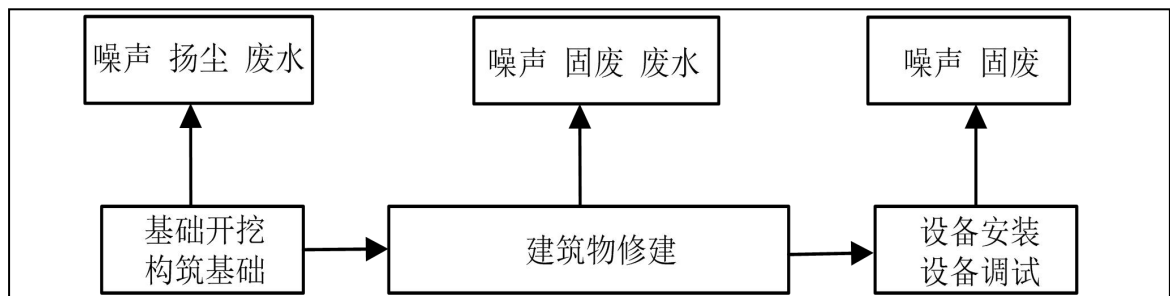 噪声 扬尘 废水
噪声 固废 废水
噪声 固废
基础开挖
构筑基础
建筑物修建
设备安装
设备调试